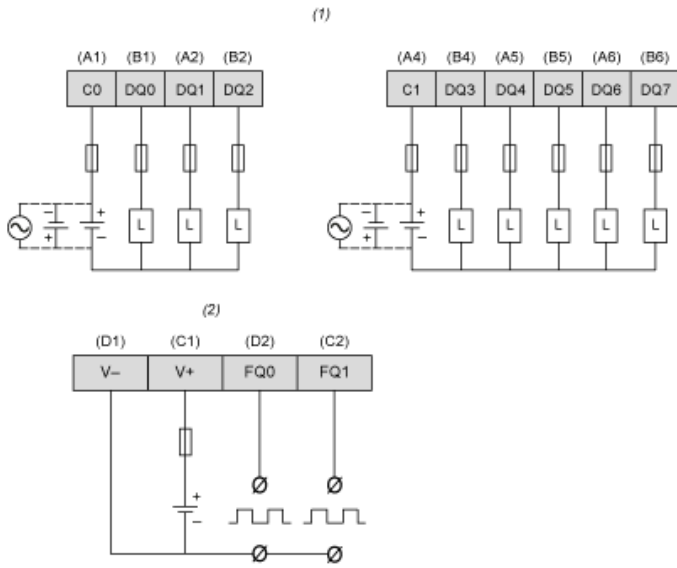 (1)
(A1) (B1) (A2) (B2)
C0 DQ0 DQ1 DQ2
L L L
– +
+ –
(A4) (B4) (A5) (B5) (A6) (B6)
C1 DQ3 DQ4 DQ5 DQ6 DQ7
L L L L L
– +
+ –
(2)
(D1) (C1) (D2) (C2)
V– V+ FQ0 FQ1
+
–